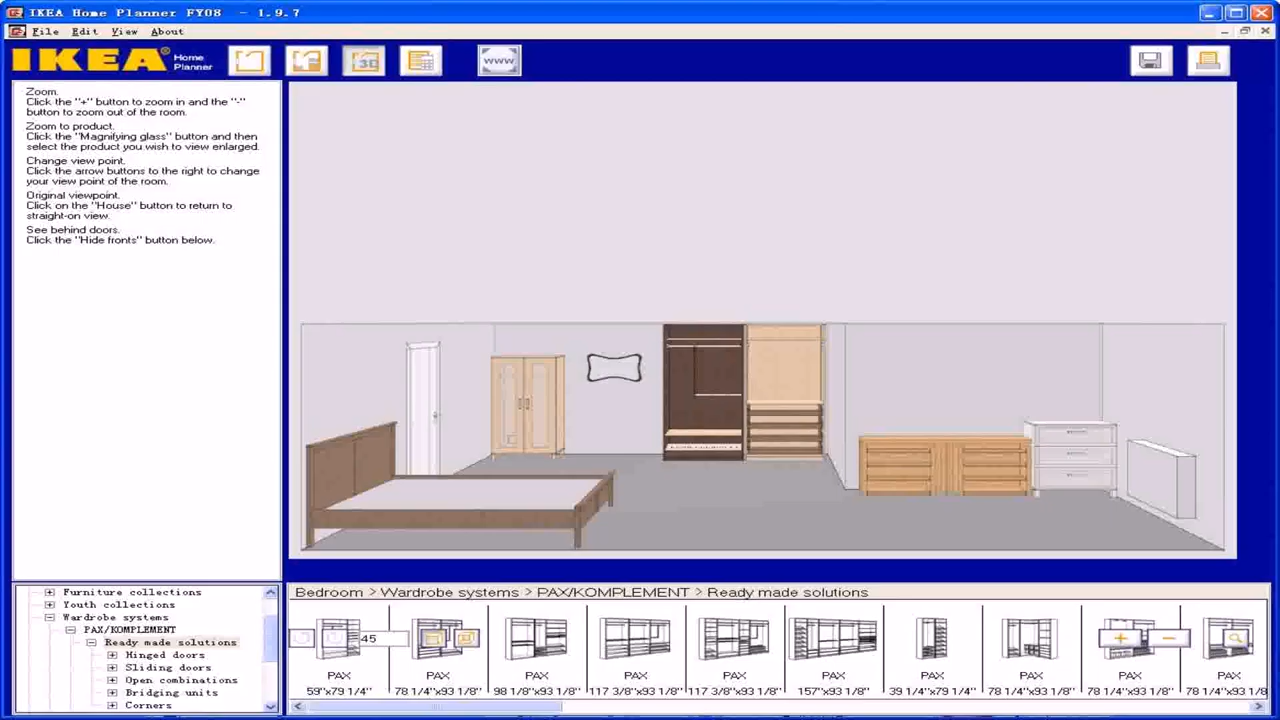 IKEA Home Planner FY08 - 1.9.7
File Edit View About
IKEA® Home Planner
3D
WWW
Zoom.
Click the "+" button to zoom in and the "-"
button to zoom out of the room.
Zoom to product.
Click the "Magnifying glass" button and then
select the product you wish to view enlarged.
Change view point.
Click the arrow buttons to the right to change
your view point of the room.
Original viewpoint.
Click on the "House" button to return to
straight-on view.
See behind doors.
Click the "Hide fronts" button below.
Furniture collections
Youth collections
Wardrobe systems
PAX/KOMPLEMENT
Ready made solutions
Hinged doors
Sliding doors
Open combinations
Bridging units
Corners
Bedroom > Wardrobe systems > PAX/KOMPLEMENT > Ready made solutions
45
PAX PAX PAX PAX PAX PAX PAX PAX PAX PAX
59"x79 1/4" 78 1/4"x93 1/8" 98 1/8"x93 1/8" 117 3/8"x93 1/8" 117 3/8"x93 1/8" 157"x93 1/8" 39 1/4"x79 1/4" 78 1/4"x93 1/8" 78 1/4"x93 1/8" 78 1/4"x93 1/8